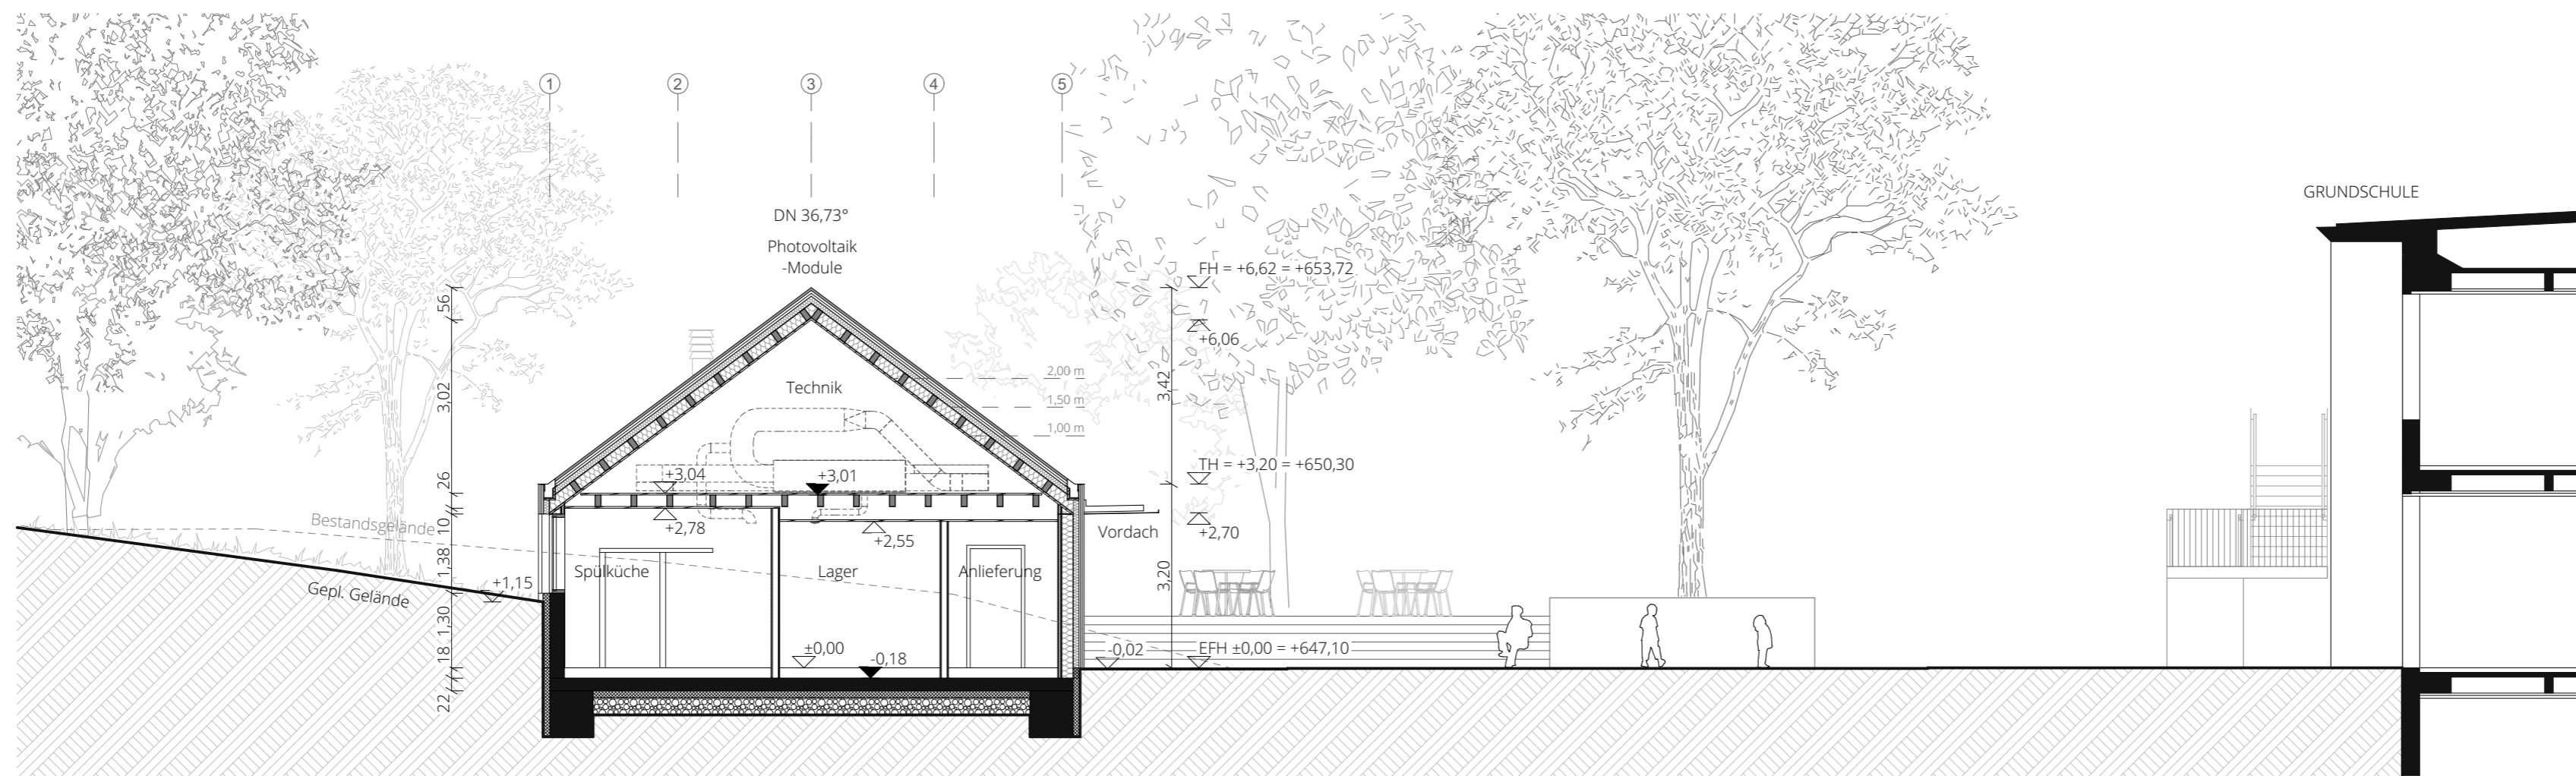 1
2
3
4
5
GRUNDSCHULE
DN 36,73°
Photovoltaik
-Module
FH = +6,62 = +653,72
56
+6,06
2,00 m
3,42
Technik
3,02
1,50 m
1,00 m
TH = +3,20 = +650,30
+3,04
+3,01
26
Bestandsgelände
10
+2,78
+2,55
Vordach
+2,70
1,38
+1,15
Spülküche
Lager
Anlieferung
3,20
Gepl. Gelände
1,30
±0,00
-0,18
-0,02
EFH ±0,00 = +647,10
18
22